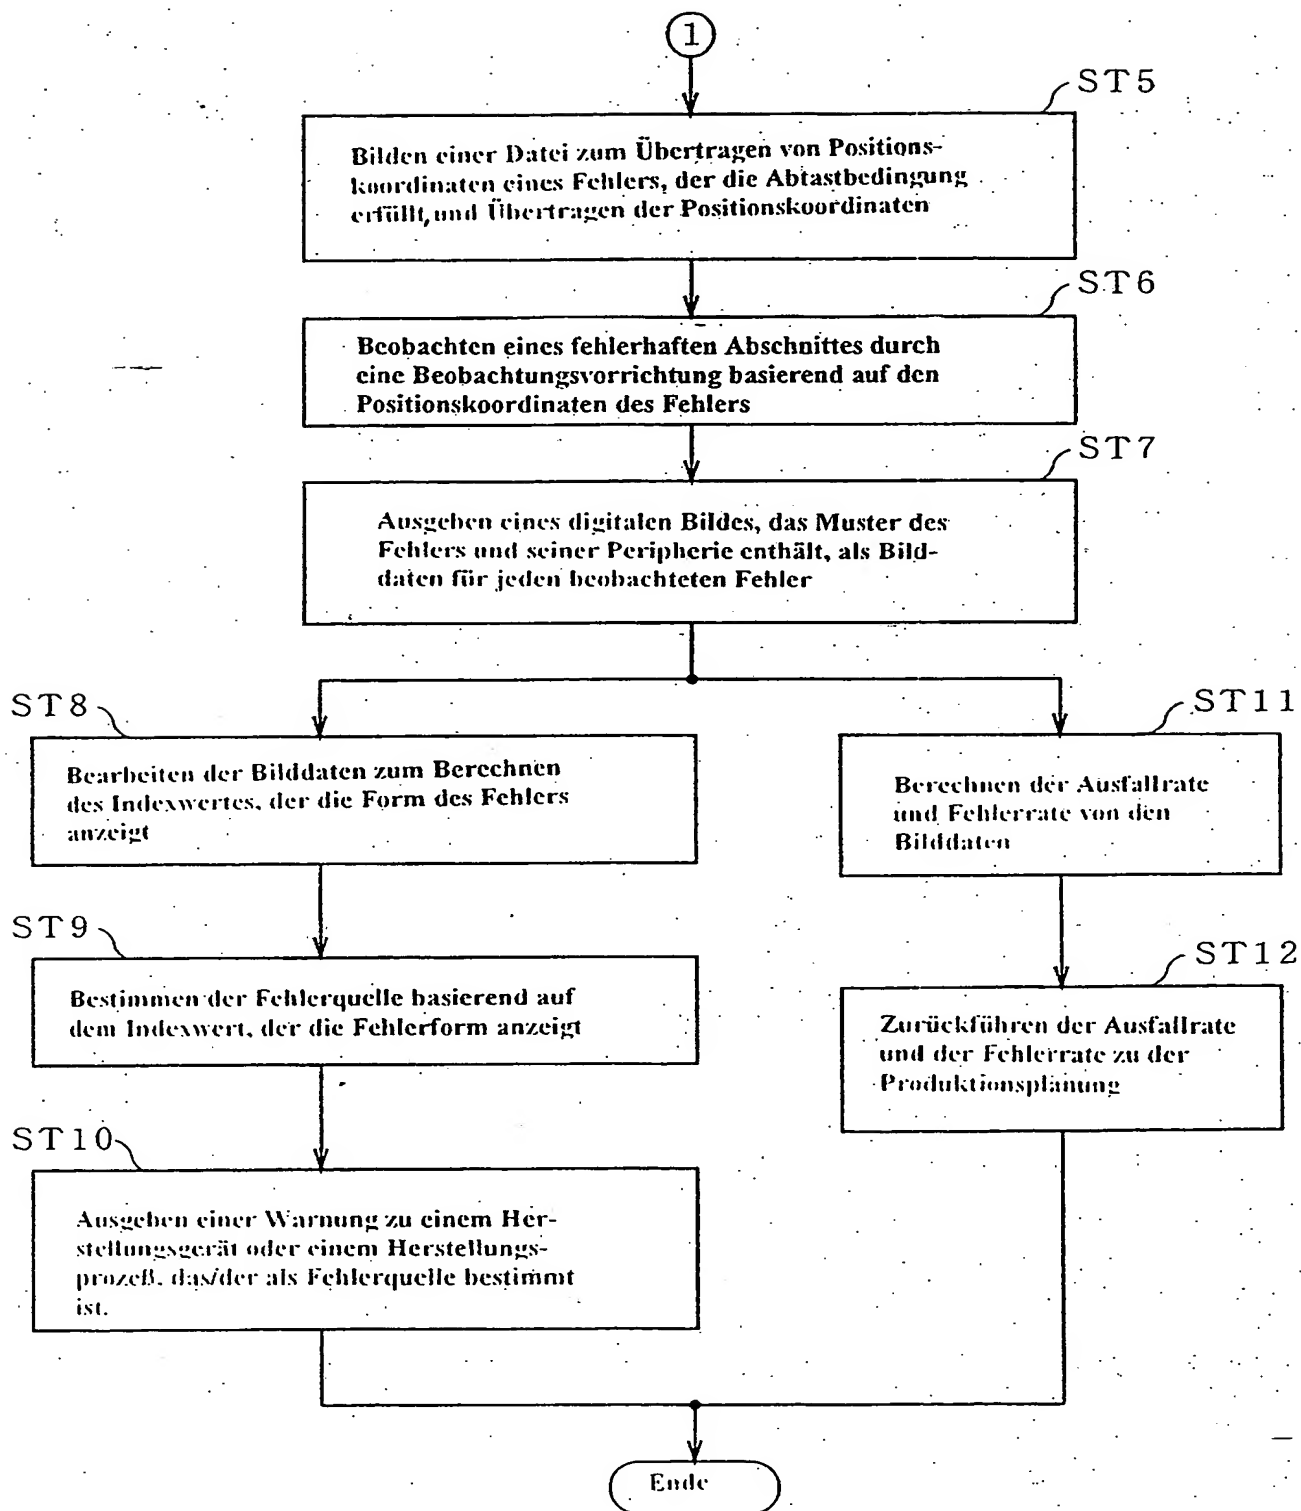 1
ST5
Bilden einer Datei zum Übertragen von Positions-
koordinaten eines Fehlers, der die Abtastbedingung
erfüllt, und Übertragen der Positionskoordinaten
ST6
Beobachten eines fehlerhaften Abschnittes durch
eine Beobachtungsvorrichtung basierend auf den
Positionskoordinaten des Fehlers
ST7
Ausgeben eines digitalen Bildes, das Muster des
Fehlers und seiner Peripherie enthält, als Bild-
daten für jeden beobachteten Fehler
ST8
Bearbeiten der Bilddaten zum Berechnen
des Indexwertes, der die Form des Fehlers
anzeigt
ST9
Bestimmen der Fehlerquelle basierend auf
dem Indexwert, der die Fehlerform anzeigt
ST10
Ausgeben einer Warnung zu einem Her-
stellungsgerät oder einem Herstellungs-
prozeß, das/der als Fehlerquelle bestimmt
ist.
ST11
Berechnen der Ausfallrate
und Fehlerrate von den
Bilddaten
ST12
Zurückführen der Ausfallrate
und der Fehlerrate zu der
Produktionsplanung
Ende